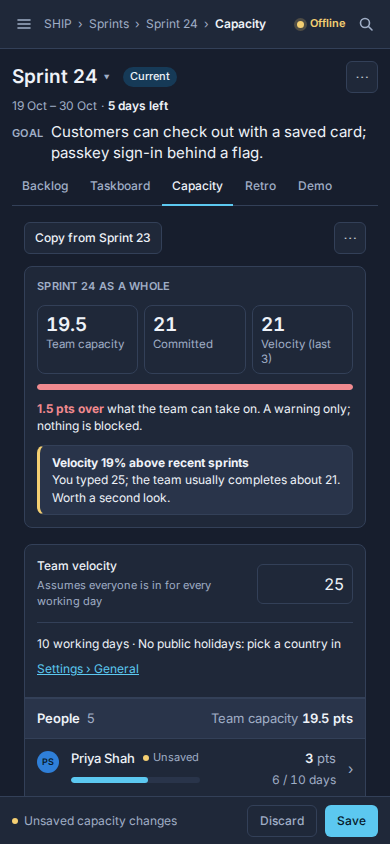 SHIP › Sprints › Sprint 24 › Capacity Offline
Sprint 24 ▾ Current ...
19 Oct – 30 Oct · 5 days left
GOAL Customers can check out with a saved card;
passkey sign-in behind a flag.
Backlog Taskboard Capacity Retro Demo
Copy from Sprint 23 ...
SPRINT 24 AS A WHOLE
19.5 21 21
Team capacity Committed Velocity (last
3)
1.5 pts over what the team can take on. A warning only;
nothing is blocked.
Velocity 19% above recent sprints
You typed 25; the team usually completes about 21.
Worth a second look.
Team velocity
Assumes everyone is in for every
working day
25
10 working days · No public holidays: pick a country in
Settings › General
People 5 Team capacity 19.5 pts
PS Priya Shah Unsaved 3 pts
6 / 10 days ›
Unsaved capacity changes Discard Save